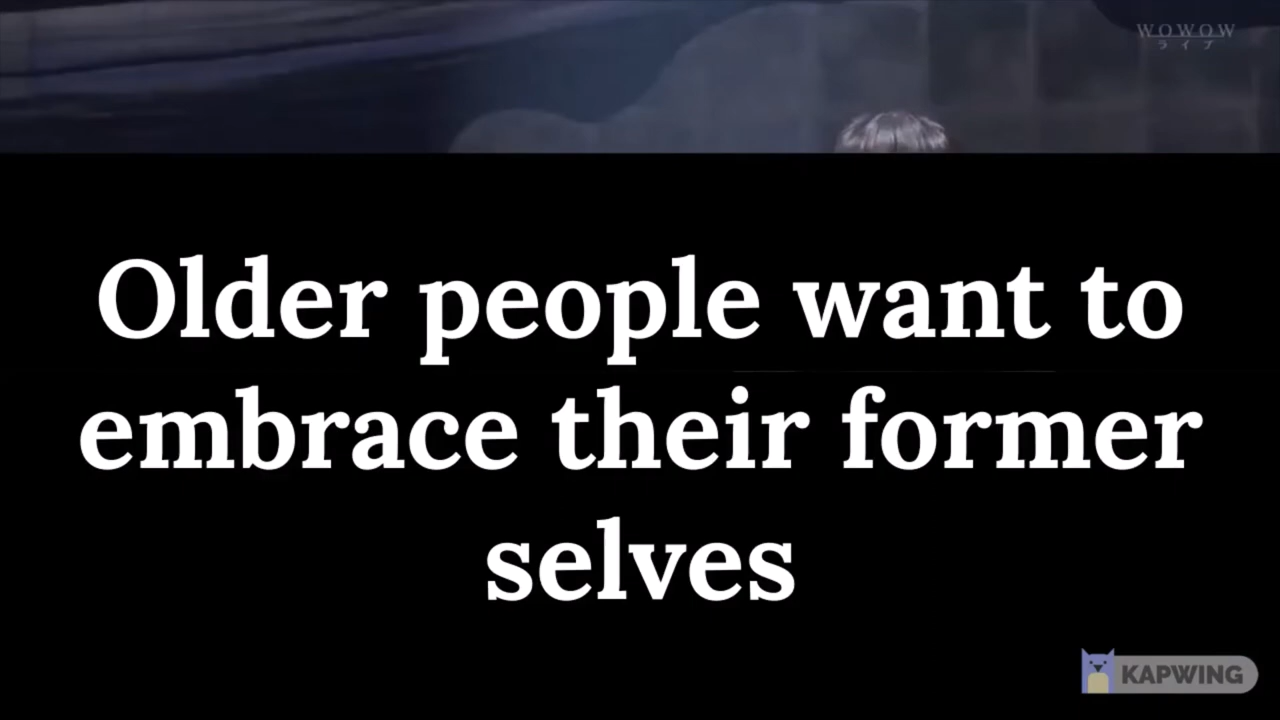 WOWOW
ライブ
Older people want to
embrace their former
selves
KAPWING